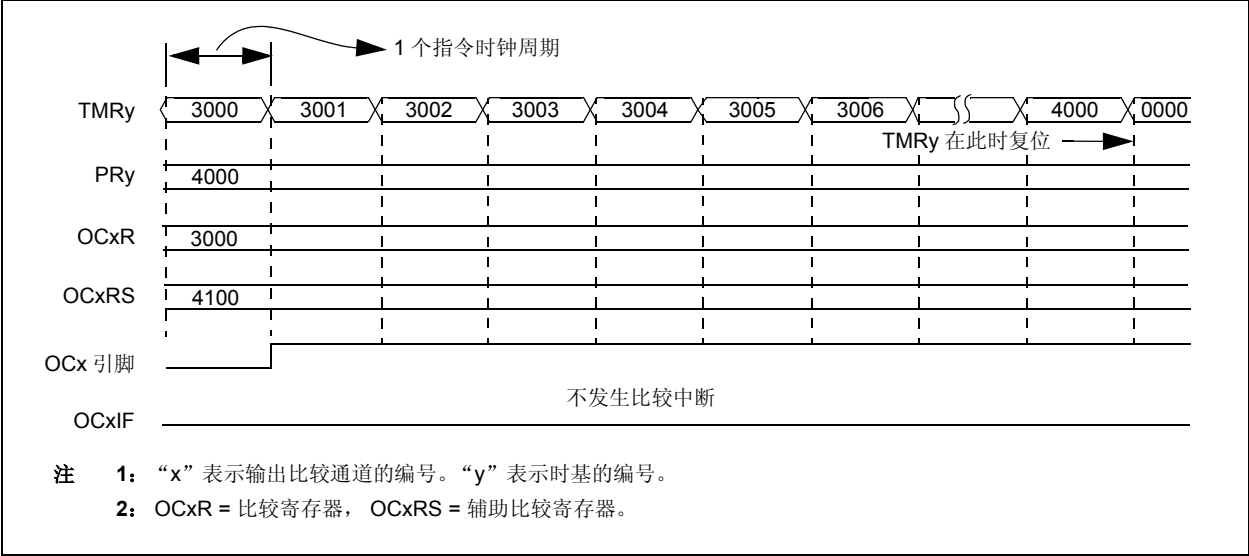 1 个指令时钟周期
TMRy 3000 3001 3002 3003 3004 3005 3006 4000 0000
TMRy 在此时复位
PRy 4000
OCxR 3000
OCxRS 4100
OCx 引脚
不发生比较中断
OCxIF
注 1： “x”表示输出比较通道的编号。“y”表示时基的编号。
2： OCxR = 比较寄存器， OCxRS = 辅助比较寄存器。